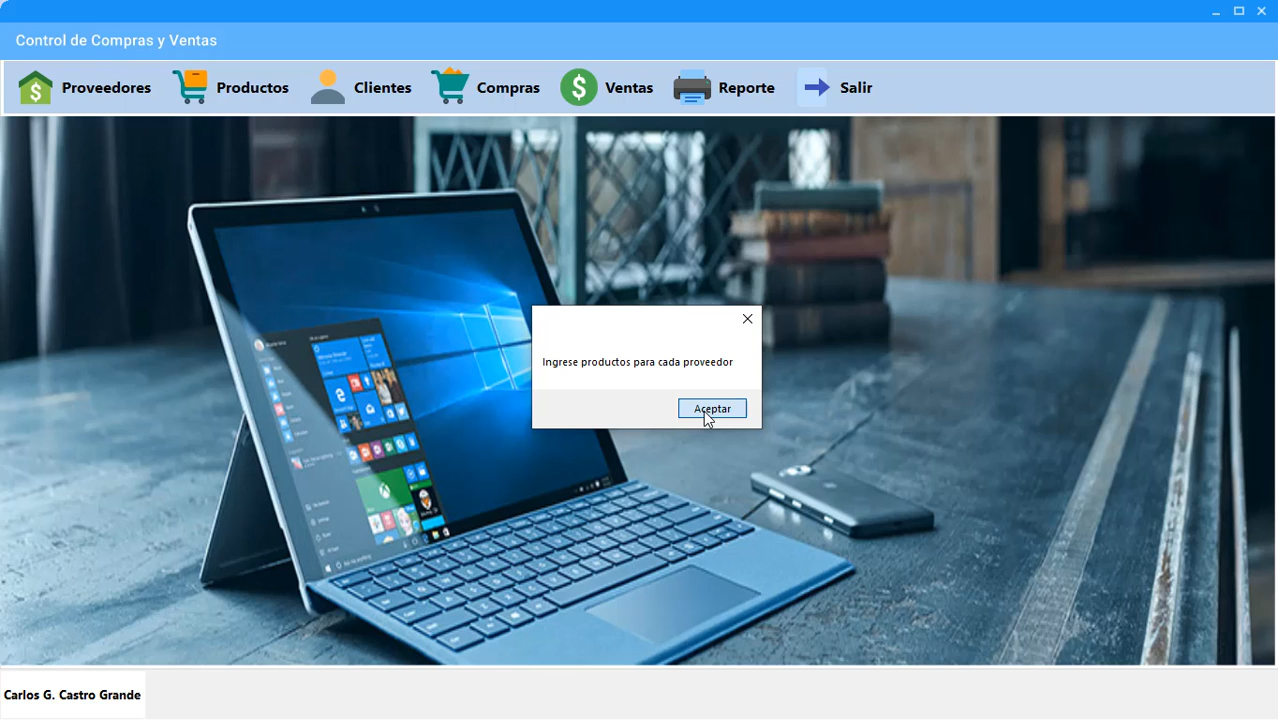 Control de Compras y Ventas
Proveedores Productos Clientes Compras Ventas Reporte Salir
Ingrese productos para cada proveedor
Aceptar
Carlos G. Castro Grande